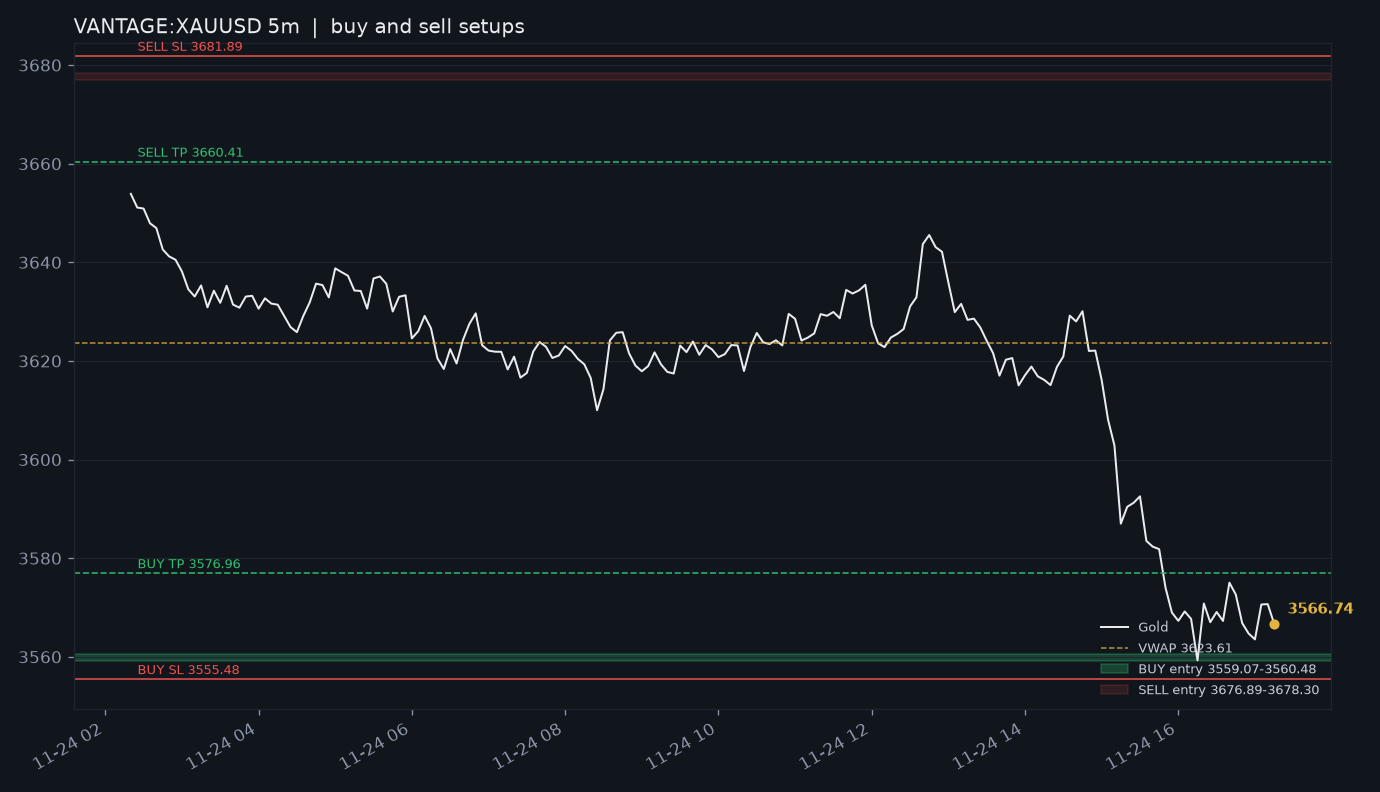 VANTAGE:XAUUSD 5m | buy and sell setups
SELL SL 3681.89
3680
SELL TP 3660.41
3660
3640
3620
3600
3580
BUY TP 3576.96
3566.74
Gold
VWAP 3623.61
3560
BUY SL 3555.48
BUY entry 3559.07-3560.48
SELL entry 3676.89-3678.30
11-24 02
11-24 04
11-24 06
11-24 08
11-24 10
11-24 12
11-24 14
11-24 16